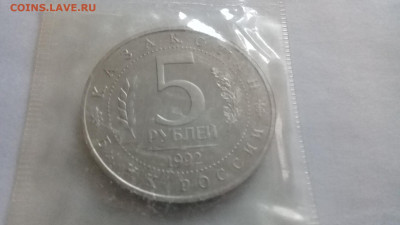 COINS.LAVE.RU
КАЗАХСТАН
5
РУБЛЕЙ
1992
БАНК РОССИИ